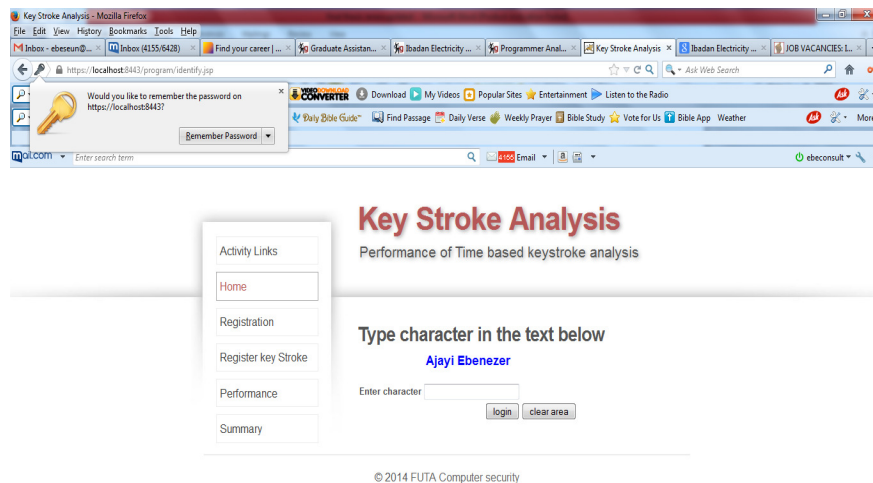 Key Stroke Analysis - Mozilla Firefox
File Edit View History Bookmarks Tools Help
Inbox - ebeseun@... Inbox (4155/6428) Find your career | ... Graduate Assistan... Ibadan Electricity ... Programmer Anal... Key Stroke Analysis Ibadan Electricity ... JOB VACANCIES: I...
https://localhost:8443/program/identify.jsp Ask Web Search
Would you like to remember the password on
https://localhost:8443?
Remember Password
VIDEO DOWNLOAD CONVERTER Download My Videos Popular Sites Entertainment Listen to the Radio Ask
Daily Bible Guide Find Passage Daily Verse Weekly Prayer Bible Study Vote for Us Bible App Weather Ask More
mail.com Enter search term 4155 Email ebeconsult
Key Stroke Analysis
Performance of Time based keystroke analysis
Activity Links
Home
Registration
Register key Stroke
Performance
Summary
Type character in the text below
Ajayi Ebenezer
Enter character
login clear area
© 2014 FUTA Computer security